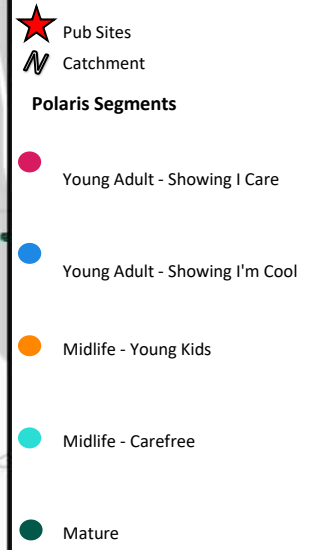 Pub Sites
Catchment
Polaris Segments
Young Adult - Showing I Care
Young Adult - Showing I'm Cool
Midlife - Young Kids
Midlife - Carefree
Mature